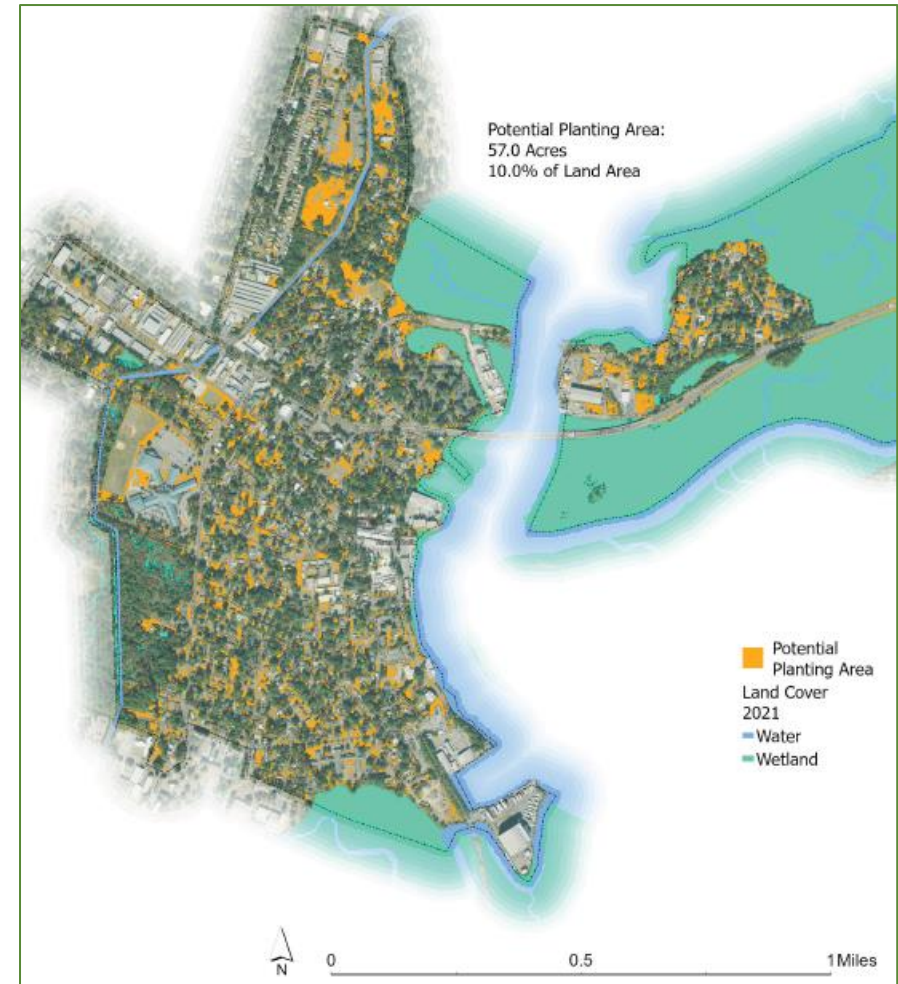 Potential Planting Area:
57.0 Acres
10.0% of Land Area
Potential
Planting Area
Land Cover
2021
Water
Wetland
N
0 0.5 1Miles